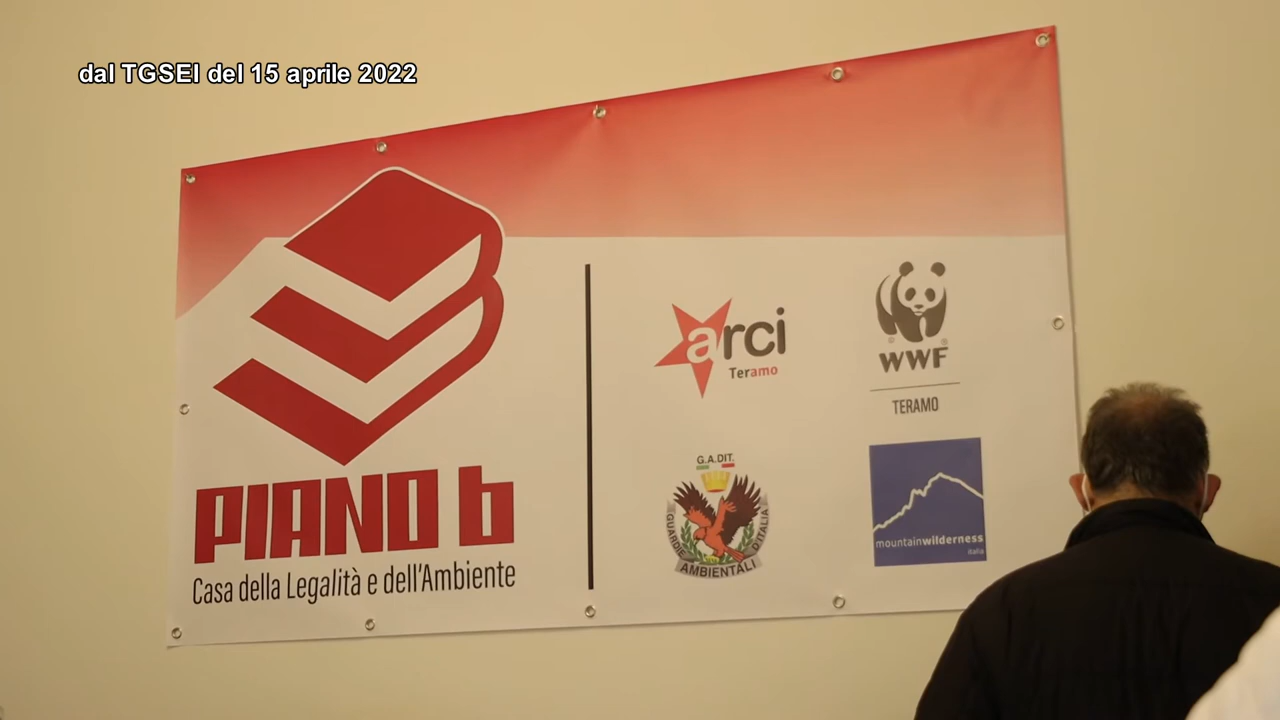 dal TGSEI del 15 aprile 2022
PIANO b
Casa della Legalità e dell'Ambiente
arci
Teramo
WWF
TERAMO
G.A.DIT.
GUARDIE AMBIENTALI D'ITALIA
mountainwilderness
italia